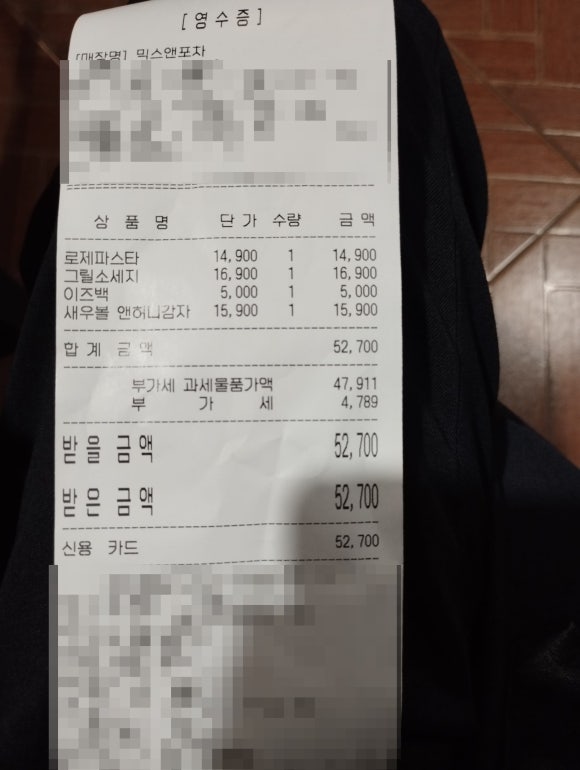 [영수증]
[매장명] 믹스앤포차
상 품 명 단 가 수량 금 액
로제파스타 14,900 1 14,900
그릴소세지 16,900 1 16,900
이즈백 5,000 1 5,000
새우볼 앤허니감자 15,900 1 15,900
합 계 금 액 52,700
부가세 과세물품가액 47,911
부 가 세 4,789
받을 금액 52,700
받은 금액 52,700
신용 카드 52,700